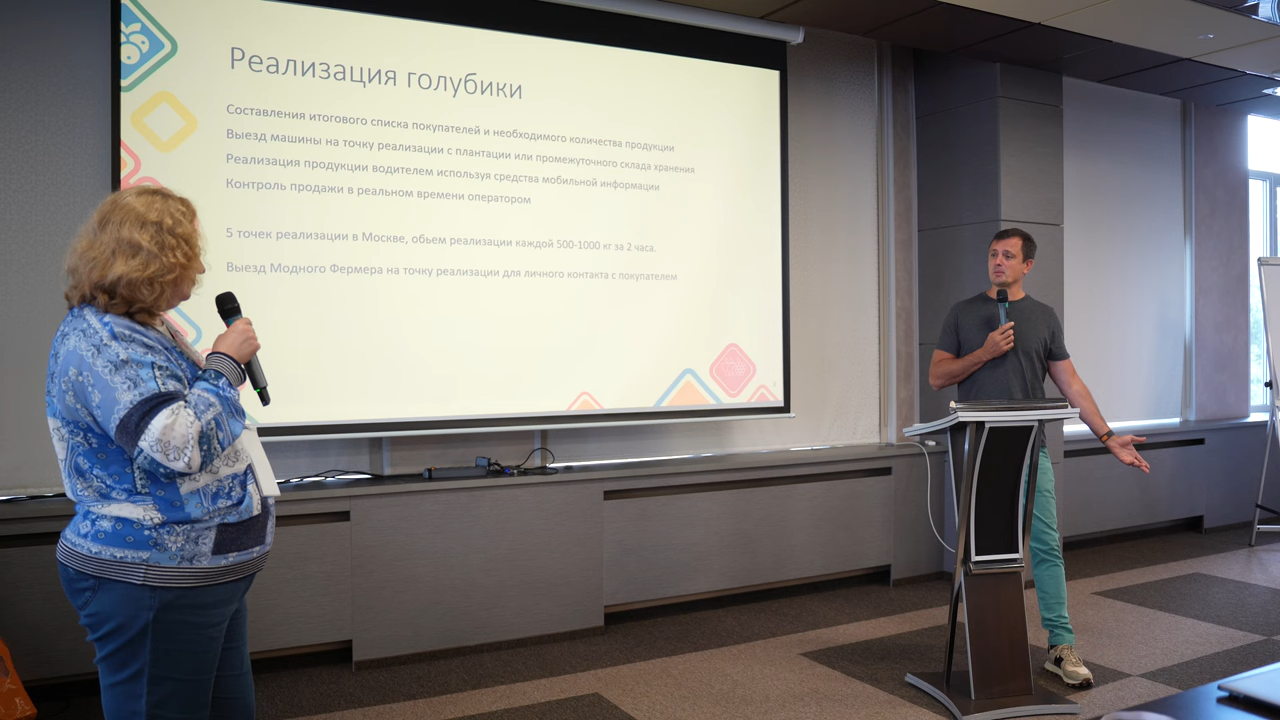 Реализация голубики
Составления итогового списка покупателей и необходимого количества продукции
Выезд машины на точку реализации с плантации или промежуточного склада хранения
Реализация продукции водителем используя средства мобильной информации
Контроль продажи в реальном времени оператором
5 точек реализации в Москве, обьем реализации каждой 500-1000 кг за 2 часа.
Выезд Модного Фермера на точку реализации для личного контакта с покупателем